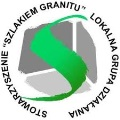 STOWARZYSZENIE "SZLAKIEM GRANITU"
LOKALNA GRUPA DZIAŁANIA